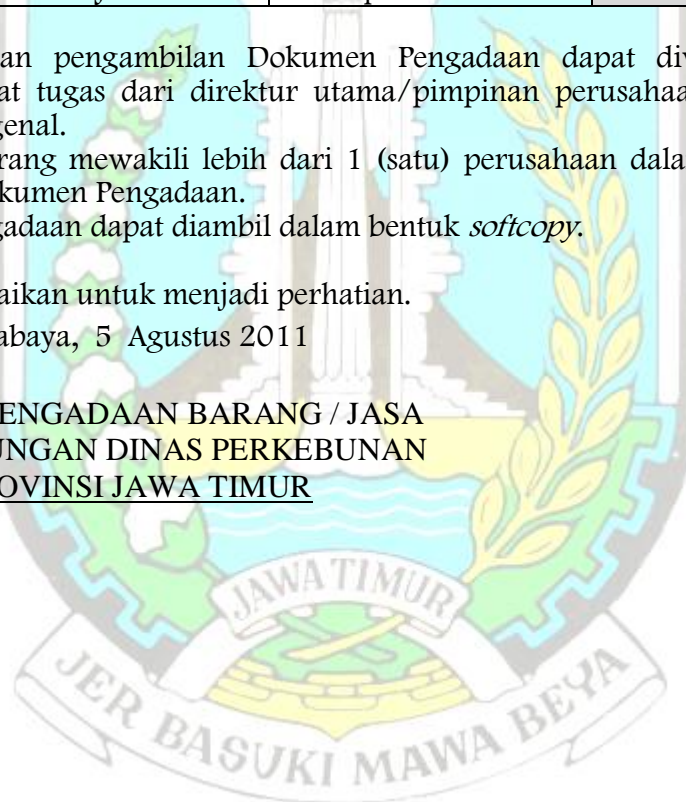 an pengambilan Dokumen Pengadaan dapat div
at tugas dari direktur utama/pimpinan perusahaa
genal.
rang mewakili lebih dari 1 (satu) perusahaan dala
kumen Pengadaan.
gadaan dapat diambil dalam bentuk softcopy.
aikan untuk menjadi perhatian.
abaya, 5 Agustus 2011
PENGADAAN BARANG / JASA
UNGAN DINAS PERKEBUNAN
OVINSI JAWA TIMUR
JAWA TIMUR
JER BASUKI MAWA BEYA